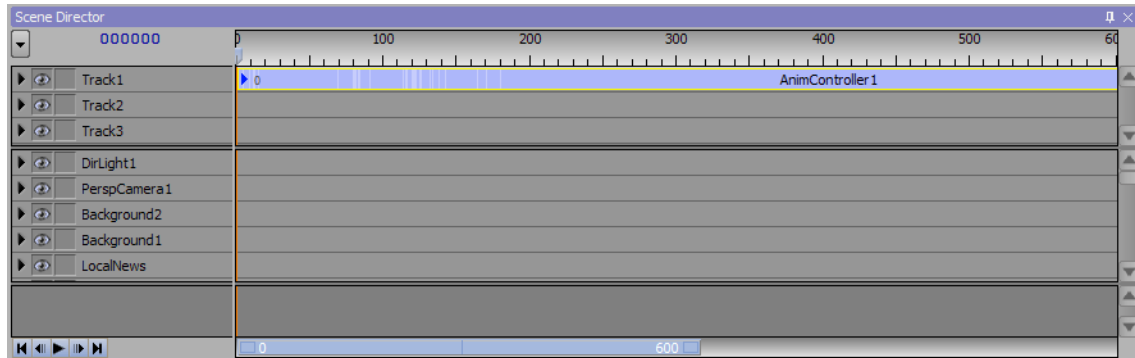 Scene Director
000000 0 100 200 300 400 500 60
Track1 0 AnimController1
Track2
Track3
DirLight1
PerspCamera1
Background2
Background1
LocalNews
0 600